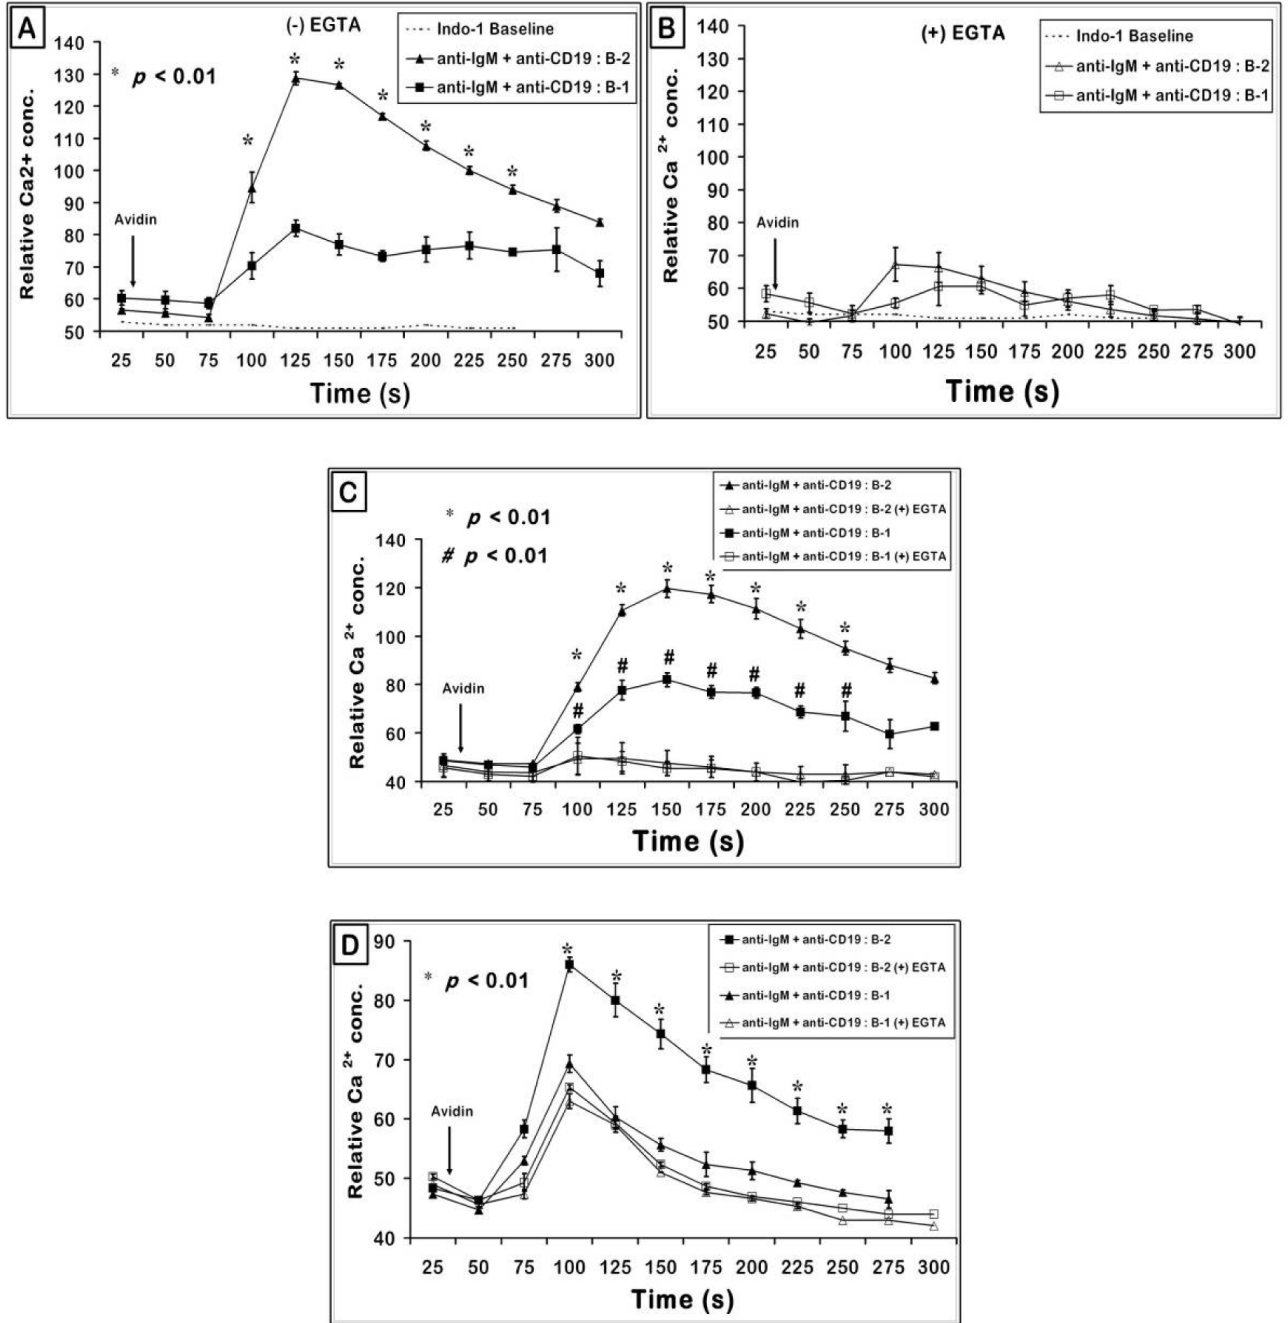 A
(-) EGTA
Indo-1 Baseline
anti-IgM + anti-CD19 : B-2
anti-IgM + anti-CD19 : B-1
* p < 0.01
Relative Ca2+ conc.
140
130
120
110
100
90
80
70
60
50
Avidin
* * * * * * *
25 50 75 100 125 150 175 200 225 250 275 300
Time (s)
B
(+) EGTA
Indo-1 Baseline
anti-IgM + anti-CD19 : B-2
anti-IgM + anti-CD19 : B-1
Relative Ca 2+ conc.
140
130
120
110
100
90
80
70
60
50
Avidin
25 50 75 100 125 150 175 200 225 250 275 300
Time (s)
C
anti-IgM + anti-CD19 : B-2
anti-IgM + anti-CD19 : B-2 (+) EGTA
anti-IgM + anti-CD19 : B-1
anti-IgM + anti-CD19 : B-1 (+) EGTA
* p < 0.01
# p < 0.01
Relative Ca 2+ conc.
140
120
100
80
60
40
Avidin
* * * * * * *
# # # # # # #
25 50 75 100 125 150 175 200 225 250 275 300
Time (s)
D
anti-IgM + anti-CD19 : B-2
anti-IgM + anti-CD19 : B-2 (+) EGTA
anti-IgM + anti-CD19 : B-1
anti-IgM + anti-CD19 : B-1 (+) EGTA
* p < 0.01
Relative Ca 2+ conc.
90
80
70
60
50
40
Avidin
* * * * * * * *
25 50 75 100 125 150 175 200 225 250 275 300
Time (s)